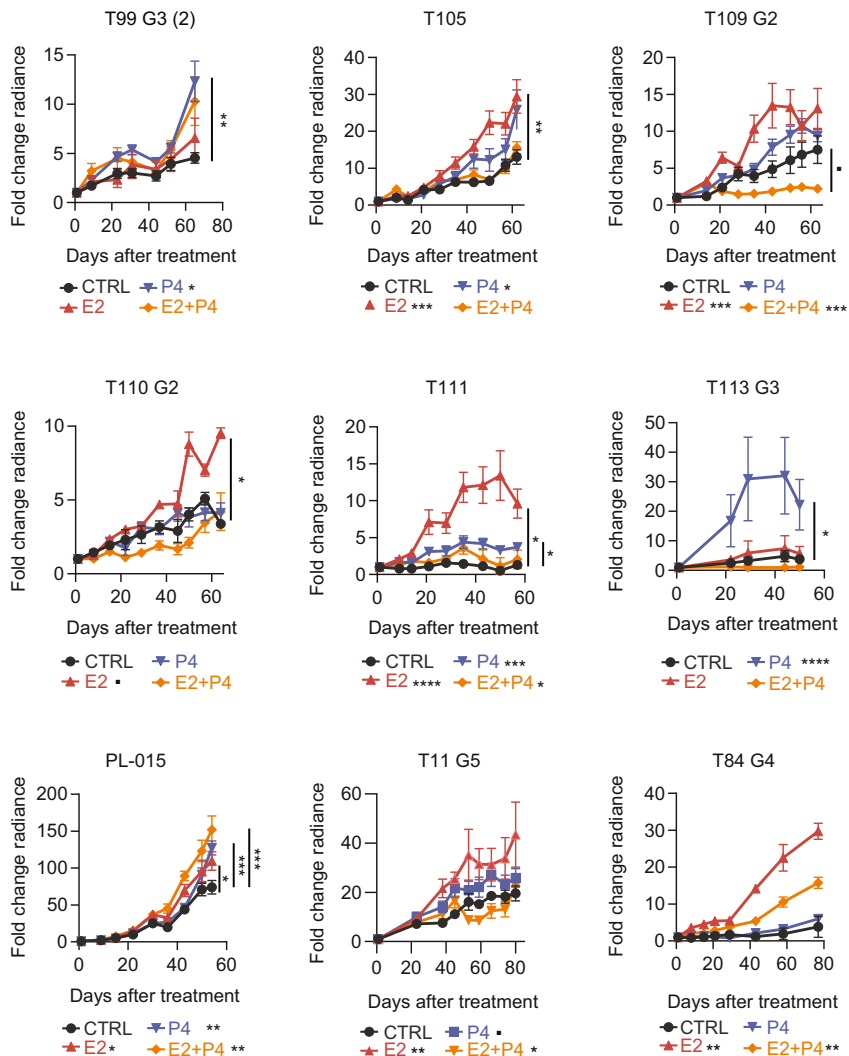 T99 G3 (2)
Fold change radiance
15
10
5
0
0 20 40 60 80
**
Days after treatment
CTRL P4 *
E2 E2+P4
T105
Fold change radiance
40
30
20
10
0
0 20 40 60
**
Days after treatment
CTRL P4 *
E2 *** E2+P4
T109 G2
Fold change radiance
20
15
10
5
0
0 20 40 60
▪
Days after treatment
CTRL P4
E2 *** E2+P4 ***
T110 G2
Fold change radiance
10
5
0
0 20 40 60
*
Days after treatment
CTRL P4
E2 ▪ E2+P4
T111
Fold change radiance
20
15
10
5
0
0 20 40 60
*
*
Days after treatment
CTRL P4 ***
E2 **** E2+P4 *
T113 G3
Fold change radiance
50
40
30
20
10
0
0 20 40 60
*
Days after treatment
CTRL P4 ****
E2 E2+P4
PL-015
Fold change radiance
200
150
100
50
0
0 20 40 60
*
***
***
Days after treatment
CTRL P4 **
E2 * E2+P4 **
T11 G5
Fold change radiance
60
40
20
0
0 20 40 60 80
Days after treatment
CTRL P4 ▪
E2 ** E2+P4 *
T84 G4
Fold change radiance
40
30
20
10
0
0 20 40 60 80
Days after treatment
CTRL P4
E2 ** E2+P4 **